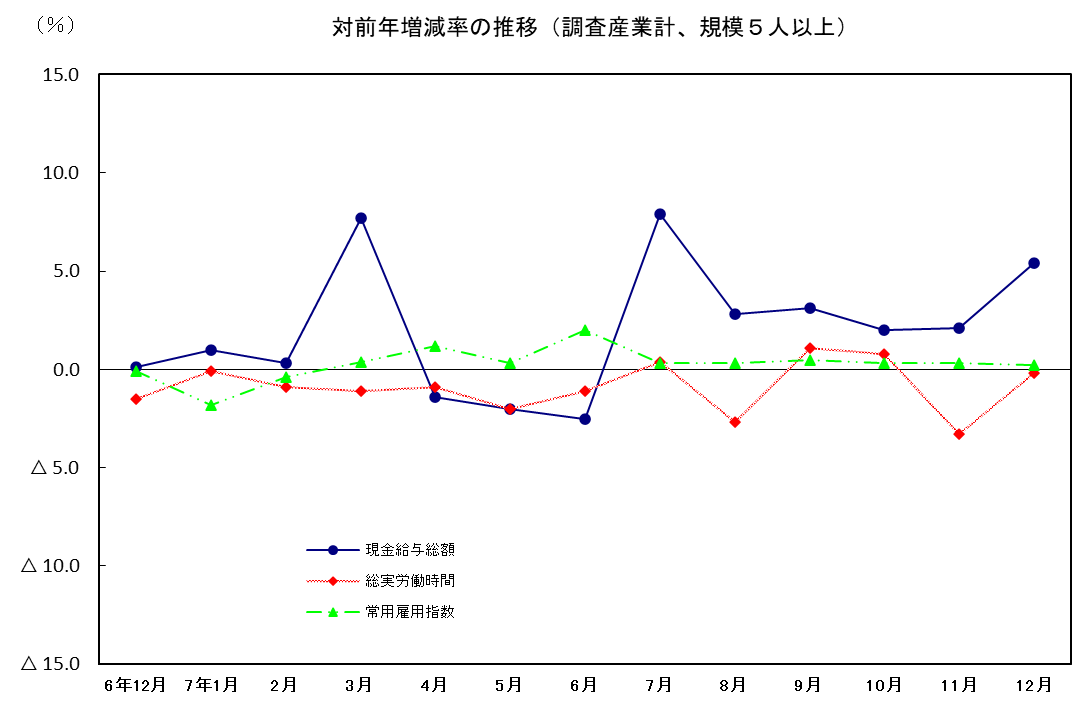 （％）
対前年増減率の推移（調査産業計、規模５人以上）
15.0
10.0
5.0
0.0
△ 5.0
△ 10.0
△ 15.0
現金給与総額
総実労働時間
常用雇用指数
6年12月 7年1月 2月 3月 4月 5月 6月 7月 8月 9月 10月 11月 12月